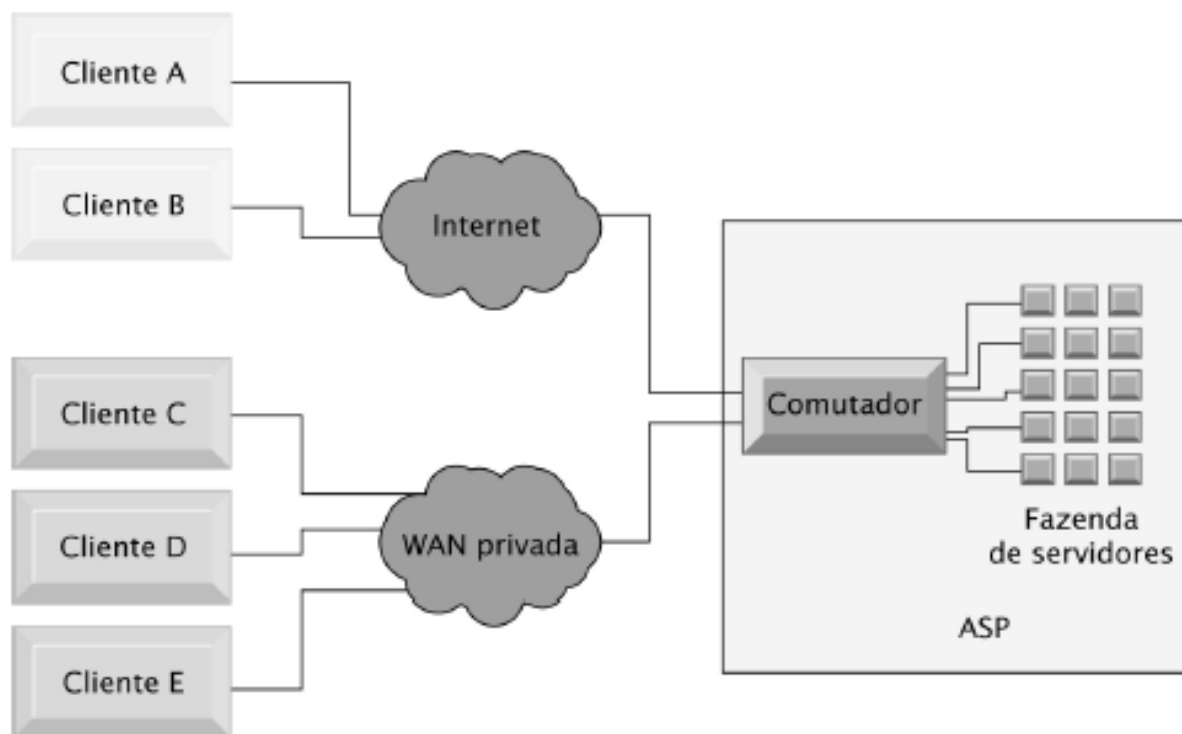 Cliente A
Cliente B
Internet
Cliente C
Cliente D
Cliente E
WAN privada
Comutador
Fazenda
de servidores
ASP